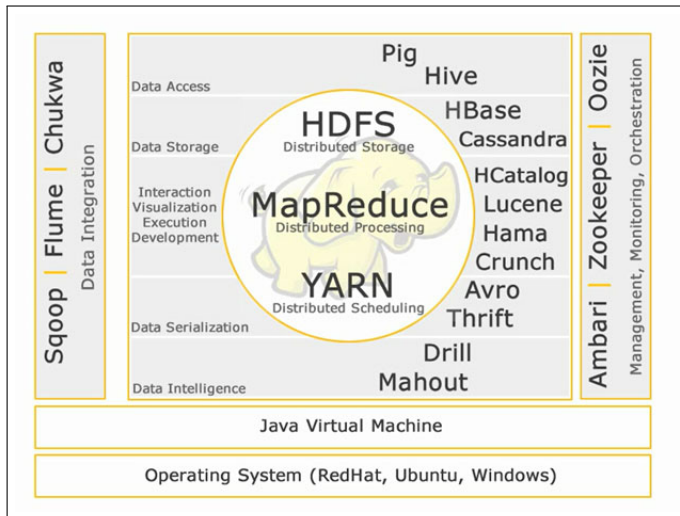 Sqoop | Flume | Chukwa
Data Integration
Pig
Hive
Data Access
HDFS
Distributed Storage
HBase
Cassandra
Data Storage
Interaction
Visualization
Execution
Development
MapReduce
Distributed Processing
HCatalog
Lucene
Hama
Crunch
YARN
Distributed Scheduling
Avro
Thrift
Data Serialization
Drill
Mahout
Data Intelligence
Ambari | Zookeeper | Oozie
Management, Monitoring, Orchestration
Java Virtual Machine
Operating System (RedHat, Ubuntu, Windows)